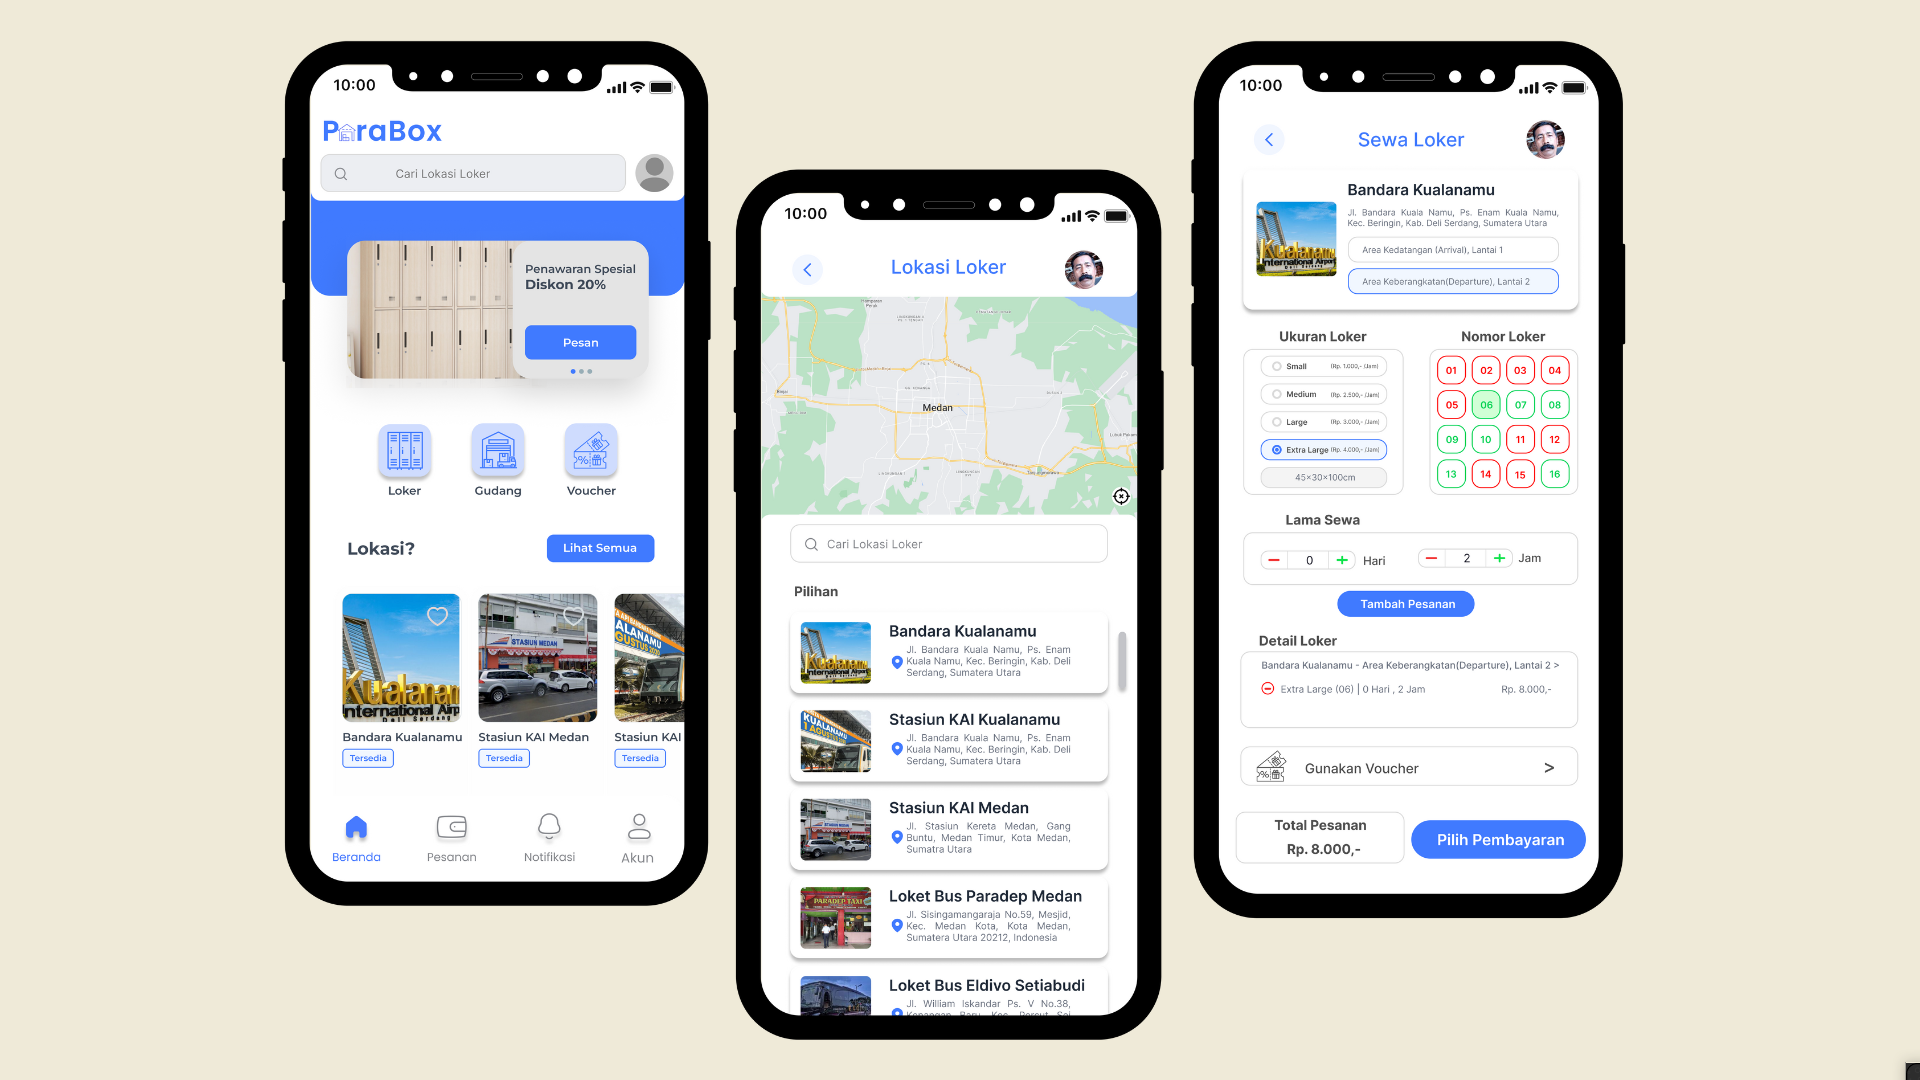 10:00
ParaBox
Cari Lokasi Loker
Penawaran Spesial
Diskon 20%
Pesan
Loker
Gudang
Voucher
Lokasi?
Lihat Semua
Bandara Kualanamu
Tersedia
Stasiun KAI Medan
Tersedia
Stasiun KAI
Tersedia
Beranda
Pesanan
Notifikasi
Akun
10:00
Lokasi Loker
Medan
Cari Lokasi Loker
Pilihan
Bandara Kualanamu
Jl. Bandara Kuala Namu, Ps. Enam
Kuala Namu, Kec. Beringin, Kab. Deli
Serdang, Sumatera Utara
Stasiun KAI Kualanamu
Jl. Bandara Kuala Namu, Ps. Enam
Kuala Namu, Kec. Beringin, Kab. Deli
Serdang, Sumatera Utara
Stasiun KAI Medan
Jl. Stasiun Kereta Medan, Gang
Buntu, Medan Timur, Kota Medan,
Sumatra Utara
Loket Bus Paradep Medan
Jl. Sisingamangaraja No.59, Mesjid,
Kec. Medan Kota, Kota Medan,
Sumatera Utara 20212, Indonesia
Loket Bus Eldivo Setiabudi
Jl. William Iskandar Ps. V No.38,
10:00
Sewa Loker
Bandara Kualanamu
Jl. Bandara Kuala Namu, Ps. Enam Kuala Namu,
Kec. Beringin, Kab. Deli Serdang, Sumatera Utara
Area Kedatangan (Arrival), Lantai 1
Area Keberangkatan(Departure), Lantai 2
Ukuran Loker
Small (Rp. 1.000,- /Jam)
Medium (Rp. 2.500,- /Jam)
Large (Rp. 3.000,- /Jam)
Extra Large (Rp. 4.000,- /Jam)
45×30×100cm
Nomor Loker
01 02 03 04
05 06 07 08
09 10 11 12
13 14 15 16
Lama Sewa
0 Hari
2 Jam
Tambah Pesanan
Detail Loker
Bandara Kualanamu - Area Keberangkatan(Departure), Lantai 2 >
Extra Large (06) | 0 Hari , 2 Jam Rp. 8.000,-
Gunakan Voucher >
Total Pesanan
Rp. 8.000,-
Pilih Pembayaran